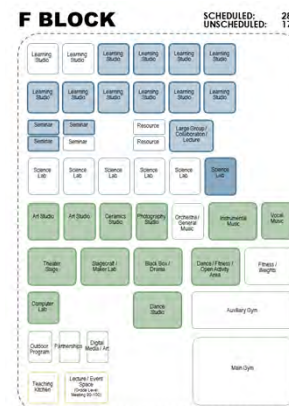 F BLOCK
SCHEDULED: 28
UNSCHEDULED: 17
Learning Studio Learning Studio Learning Studio Learning Studio Learning Studio Learning Studio
Learning Studio Learning Studio Learning Studio Learning Studio Learning Studio Learning Studio
Seminar Seminar Resource Large Group / Collaboration / Lecture
Seminar Seminar Resource
Science Lab Science Lab Science Lab Science Lab Science Lab Science Lab
Art Studio Art Studio Ceramics Studio Photography Studio Orchestra / General Music Instrumental Music Vocal Music
Theater Stage Stagecraft / Maker Lab Black Box / Drama Dance / Fitness / Open Activity Area Fitness / Weights
Computer Lab Dance Studio Auxiliary Gym
Outdoor Program Partnerships Digital Media / Art Main Gym
Teaching Kitchen Lecture / Event Space